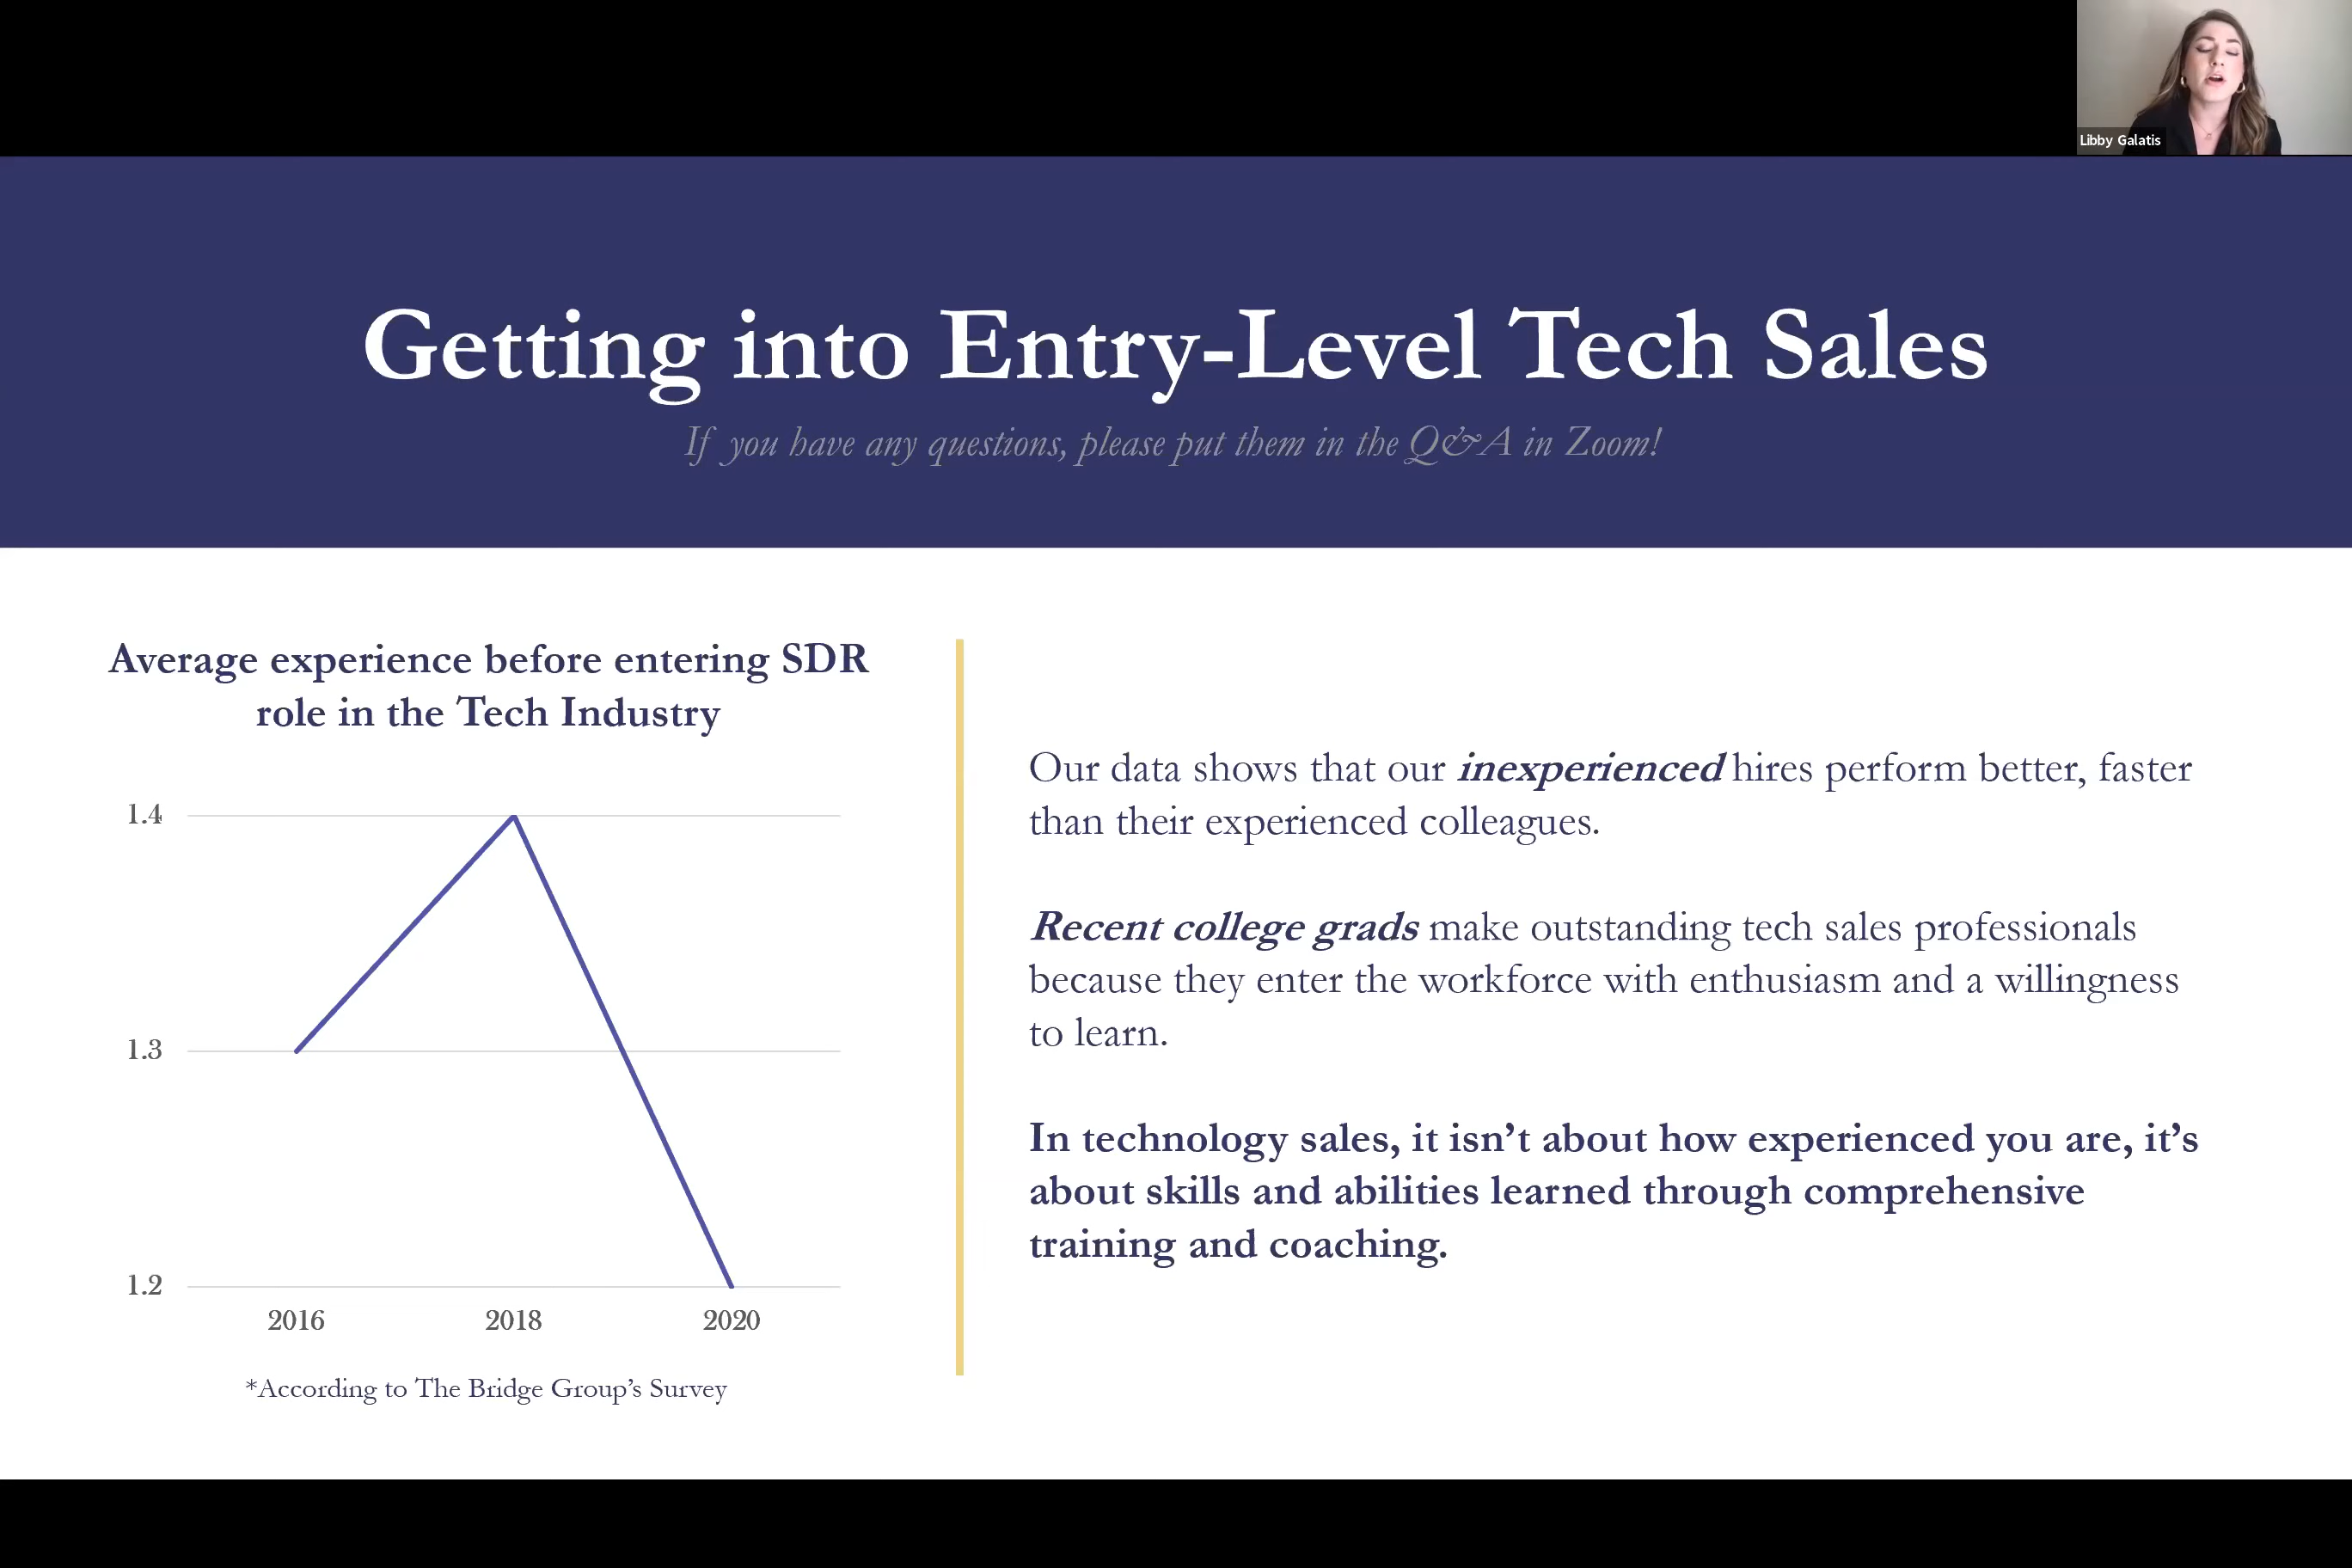 Libby Galatis
Getting into Entry-Level Tech Sales
If you have any questions, please put them in the Q&A in Zoom!
Average experience before entering SDR
role in the Tech Industry
1.4
1.3
1.2
2016 2018 2020
*According to The Bridge Group’s Survey
Our data shows that our inexperienced hires perform better, faster
than their experienced colleagues.
Recent college grads make outstanding tech sales professionals
because they enter the workforce with enthusiasm and a willingness
to learn.
In technology sales, it isn’t about how experienced you are, it’s
about skills and abilities learned through comprehensive
training and coaching.